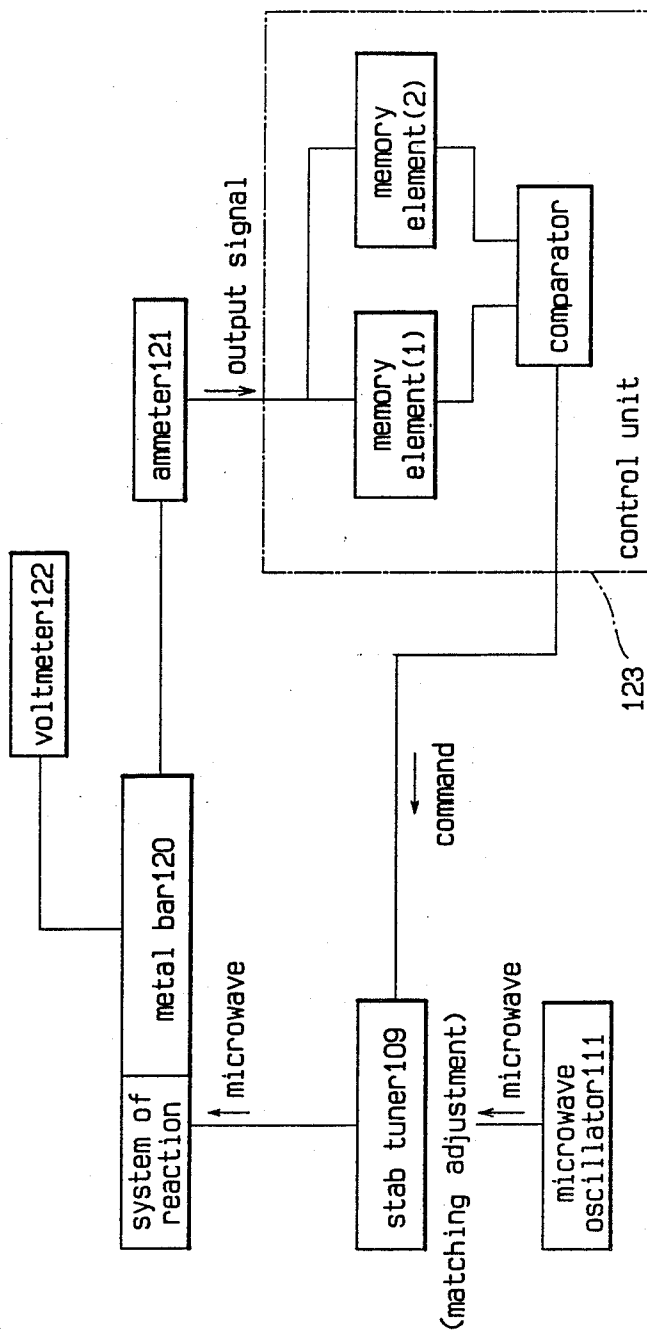 voltmeter122
system of
reaction
metal bar120
ammeter121
microwave
output signal
stab tuner109
(matching adjustment)
command
memory
element(1)
memory
element(2)
microwave
microwave
oscillator111
comparator
control unit
123